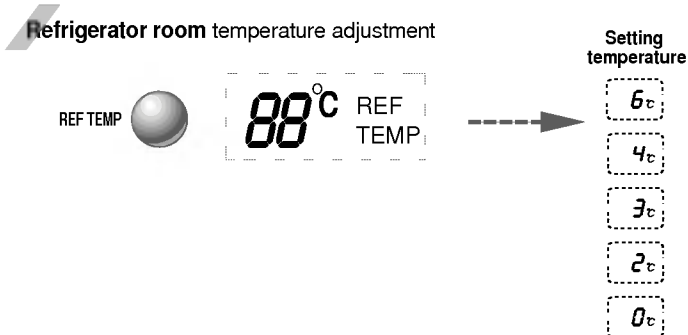 Refrigerator room temperature adjustment
Setting
temperature
REF TEMP
88°C REF
TEMP
6℃
4℃
3℃
2℃
0℃